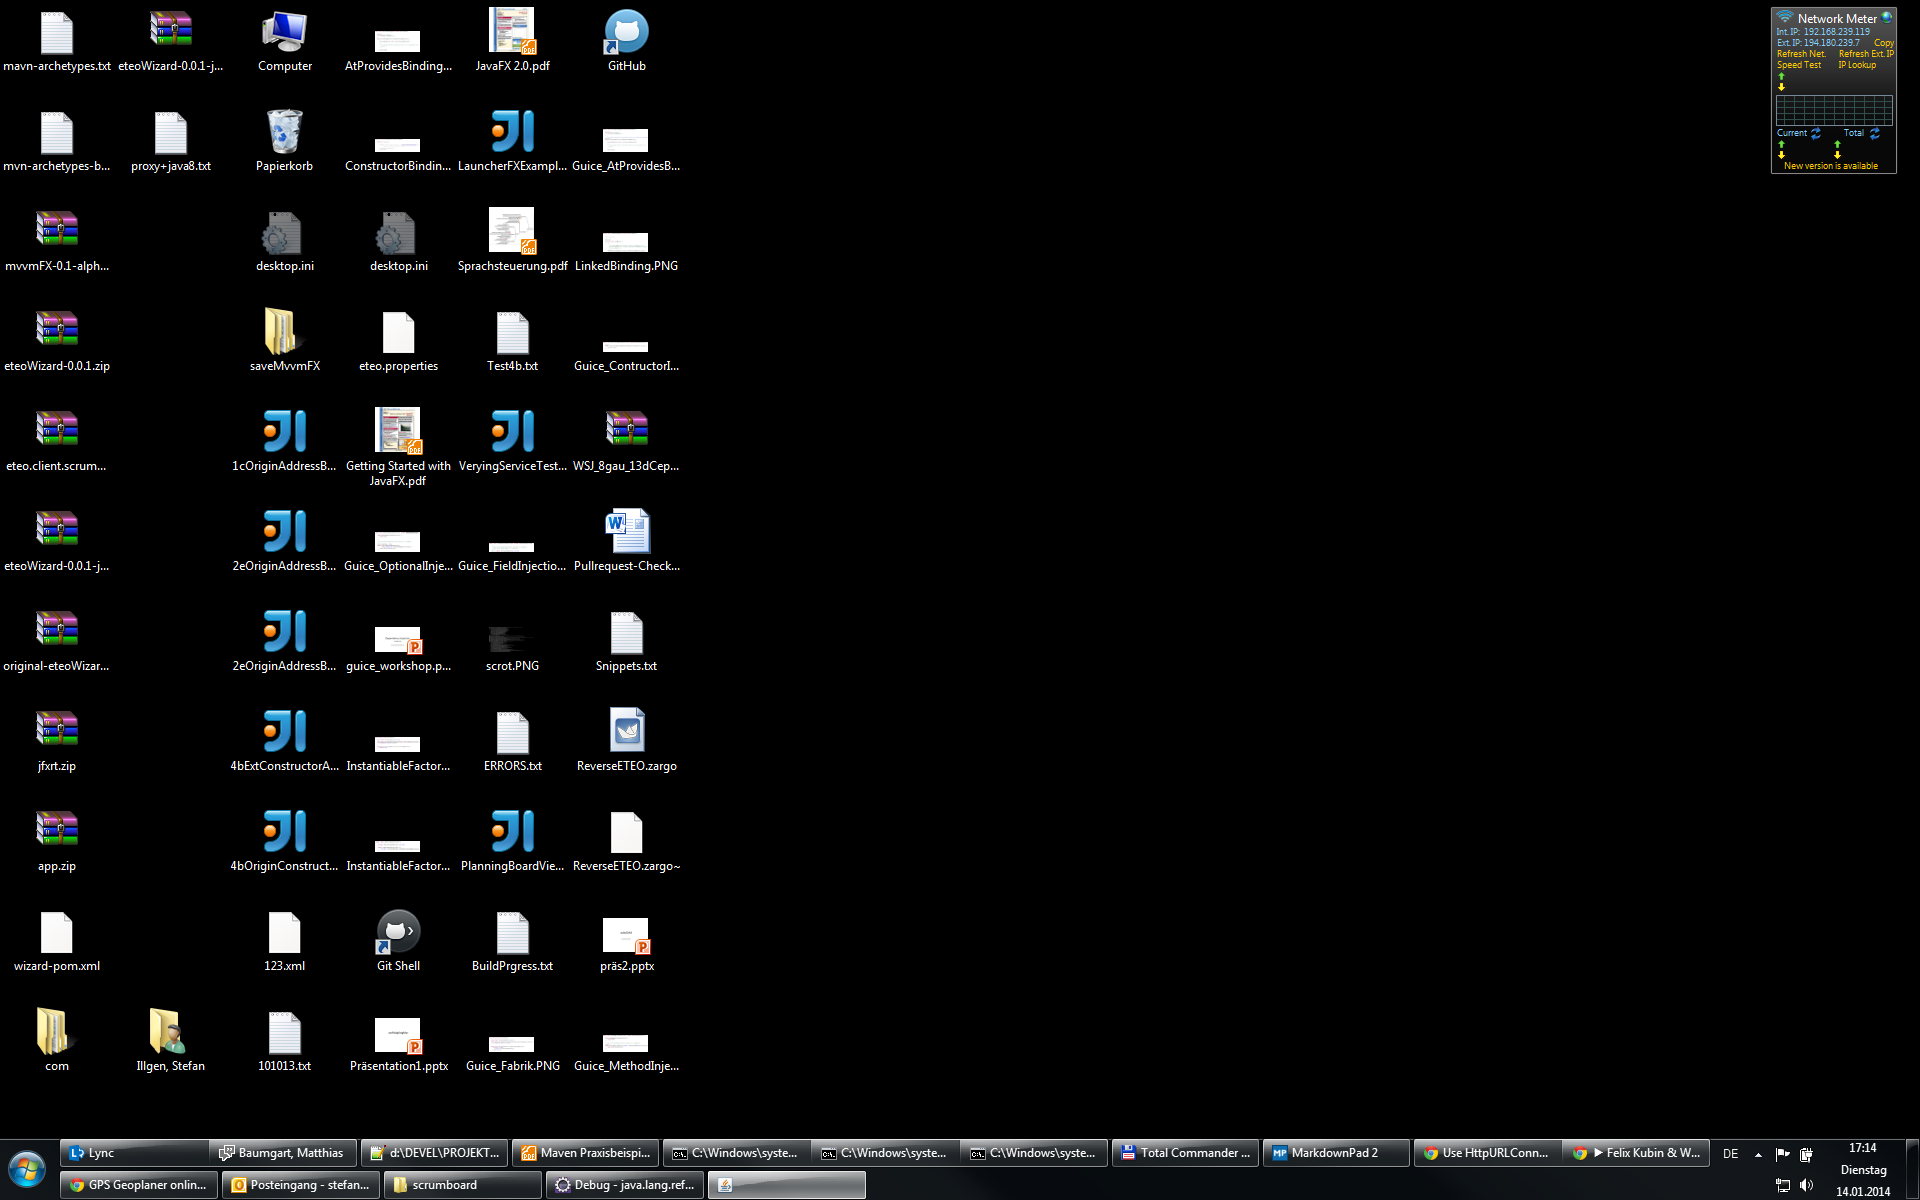 mavn-archetypes.txt
eteoWizard-0.0.1-j...
Computer
AtProvidesBinding...
JavaFX 2.0.pdf
GitHub
mvn-archetypes-b...
proxy+java8.txt
Papierkorb
ConstructorBindin...
LauncherFXExampl...
Guice_AtProvidesB...
mvvmFX-0.1-alph...
desktop.ini
desktop.ini
Sprachsteuerung.pdf
LinkedBinding.PNG
eteoWizard-0.0.1.zip
saveMvvmFX
eteo.properties
Test4b.txt
Guice_ContructorI...
eteo.client.scrum...
1cOriginAddressB...
Getting Started with
JavaFX.pdf
VeryingServiceTest...
WSJ_8gau_13dCep...
eteoWizard-0.0.1-j...
2eOriginAddressB...
Guice_OptionalInje...
Guice_FieldInjectio...
Pullrequest-Check...
original-eteoWizar...
2eOriginAddressB...
guice_workshop.p...
scrot.PNG
Snippets.txt
jfxrt.zip
4bExtConstructorA...
InstantiableFactor...
ERRORS.txt
ReverseETEO.zargo
app.zip
4bOriginConstruct...
InstantiableFactor...
PlanningBoardVie...
ReverseETEO.zargo~
wizard-pom.xml
123.xml
Git Shell
BuildPrgress.txt
präs2.pptx
com
Illgen, Stefan
101013.txt
Präsentation1.pptx
Guice_Fabrik.PNG
Guice_MethodInje...
Network Meter
Int. IP: 192.168.239.119
Ext. IP: 194.180.239.7 Copy
Refresh Net. Refresh Ext. IP
Speed Test IP Lookup
Current Total
New version is available
Lync
Baumgart, Matthias
d:\DEVEL\PROJEKT...
Maven Praxisbeispi...
C:\Windows\syste...
C:\Windows\syste...
C:\Windows\syste...
Total Commander ...
MarkdownPad 2
Use HttpURLConn...
▶ Felix Kubin & W...
GPS Geoplaner onlin...
Posteingang - stefan...
scrumboard
Debug - java.lang.ref...
DE
17:14
Dienstag
14.01.2014